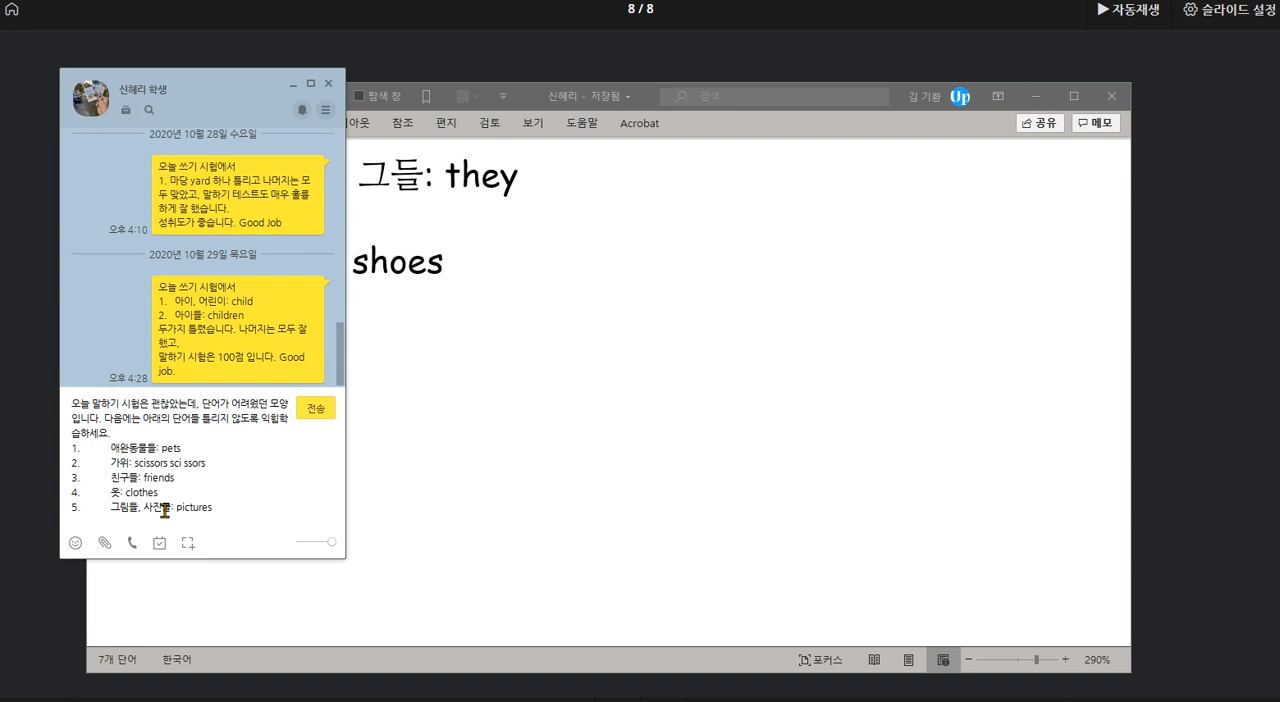 8 / 8
▶ 자동재생
슬라이드 설정
신혜리 학생
탐색 창
신혜리 - 저장됨
검색
김 기환
Up
이아웃 참조 편지 검토 보기 도움말 Acrobat
공유
메모
2020년 10월 28일 수요일
오늘 쓰기 시험에서
1. 마당 yard 하나 틀리고 나머지는 모
두 맞았고, 말하기 테스트도 매우 훌륭
하게 잘 했습니다.
성취도가 좋습니다. Good Job
오후 4:10
2020년 10월 29일 목요일
오늘 쓰기 시험에서
1. 아이, 어린이: child
2. 아이들: children
두가지 틀렸습니다. 나머지는 모두 잘
했고,
말하기 시험은 100점 입니다. Good
job.
오후 4:28
오늘 말하기 시험은 괜찮았는데, 단어가 어려웠던 모양
입니다. 다음에는 아래의 단어들 틀리지 않도록 익힘학
습하세요.
전송
1. 애완동물들: pets
2. 가위: scissors sci ssors
3. 친구들: friends
4. 옷: clothes
5. 그림들, 사진들: pictures
그들: they
shoes
7개 단어
한국어
포커스
290%